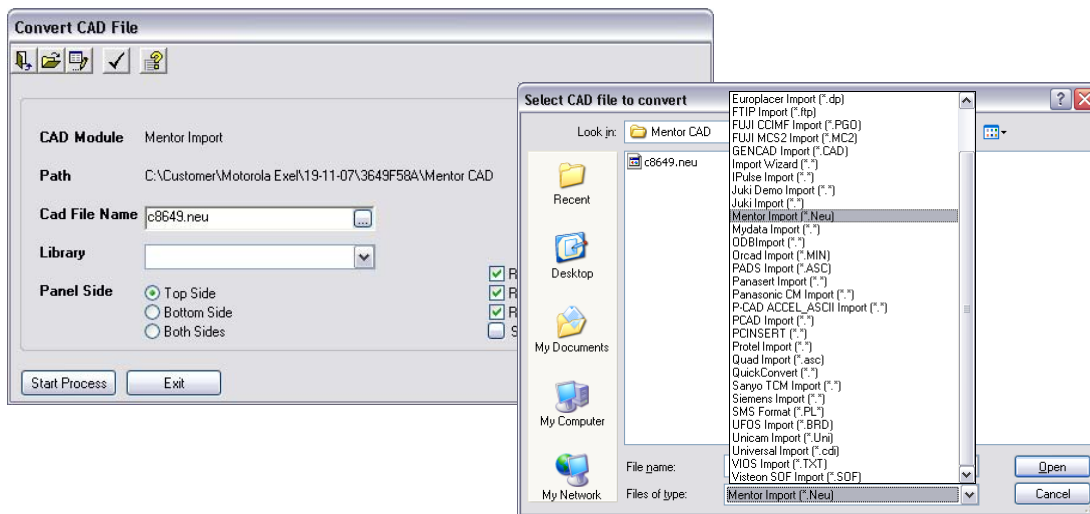 Convert CAD File
CAD Module Mentor Import
Path C:\Customer\Motorola Exel\19-11-07\3649F58A\Mentor CAD
Cad File Name c8649.neu ...
Library
Panel Side Top Side
Bottom Side
Both Sides
R
R
R
S
Start Process Exit
Select CAD file to convert
Look in: Mentor CAD
c8649.neu
Recent
Desktop
My Documents
My Computer
My Network
Europlacer Import (*.dp)
FTIP Import (*.ftp)
FUJI CCIMF Import (*.PGO)
FUJI MCS2 Import (*.MC2)
GENCAD Import (*.CAD)
Import Wizard (*.*)
IPulse Import (*.*)
Juki Demo Import (*.*)
Juki Import (*.*)
Mentor Import (*.Neu)
Mydata Import (*.*)
ODBImport (*.*)
Orcad Import (*.MIN)
PADS Import (*.ASC)
Panasert Import (*.*)
Panasonic CM Import (*.*)
P-CAD ACCEL_ASCII Import (*.*)
PCAD Import (*.*)
PCINSERT (*.*)
Protel Import (*.*)
Quad Import (*.asc)
QuickConvert (*.*)
Sanyo TCM Import (*.*)
Siemens Import (*.*)
SMS Format (*.PL*)
UFOS Import (*.BRD)
Unicam Import (*.Uni)
Universal Import (*.cdi)
VIOS Import (*.TXT)
Visteon SOF Import (*.SOF)
File name: Open
Files of type: Mentor Import (*.Neu) Cancel